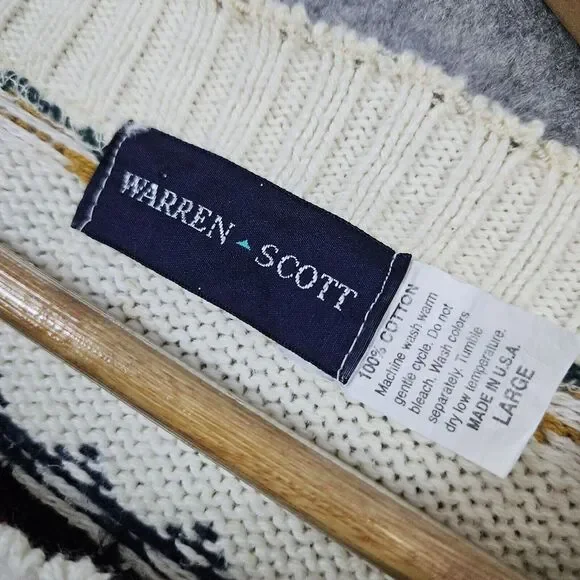 WARREN SCOTT
100% COTTON
Machine wash warm
gentle cycle. Do not
bleach. Wash colors
separately. Tumble
dry low temperature.
MADE IN U.S.A.
LARGE